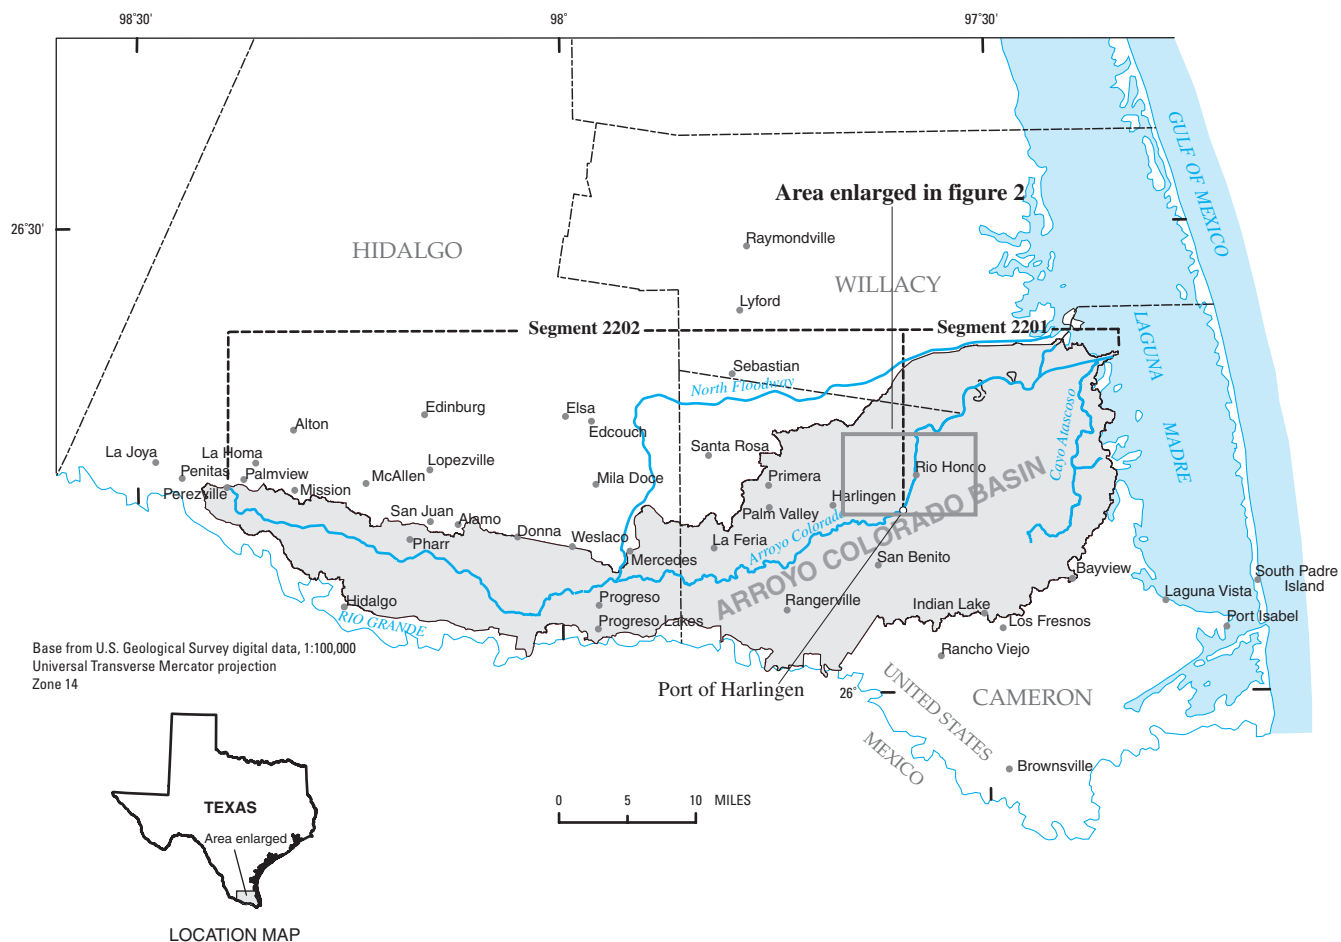 98°30'
98°
97°30'
GULF OF MEXICO
Area enlarged in figure 2
26°30'
HIDALGO
Raymondville
WILLACY
Lyford
Segment 2202
Segment 2201
LAGUNA
MADRE
Sebastian
North Floodway
Edinburg
Elsa
Edcouch
Alton
Cayo Atascoso
La Joya
La Homa
Lopezville
Santa Rosa
Penitas
Palmview
McAllen
Mila Doce
Primera
Rio Hondo
Perezville
Mission
Harlingen
San Juan
Alamo
Palm Valley
Donna
Weslaco
La Feria
Arroyo Colorado
ARROYO COLORADO BASIN
Pharr
Mercedes
San Benito
Bayview
South Padre
Island
Hidalgo
Progreso
Rangerville
Indian Lake
Laguna Vista
RIO GRANDE
Progreso Lakes
Los Fresnos
Port Isabel
Base from U.S. Geological Survey digital data, 1:100,000
Universal Transverse Mercator projection
Zone 14
Rancho Viejo
Port of Harlingen
26°
UNITED STATES
MEXICO
CAMERON
Brownsville
0 5 10 MILES
TEXAS
Area enlarged
LOCATION MAP